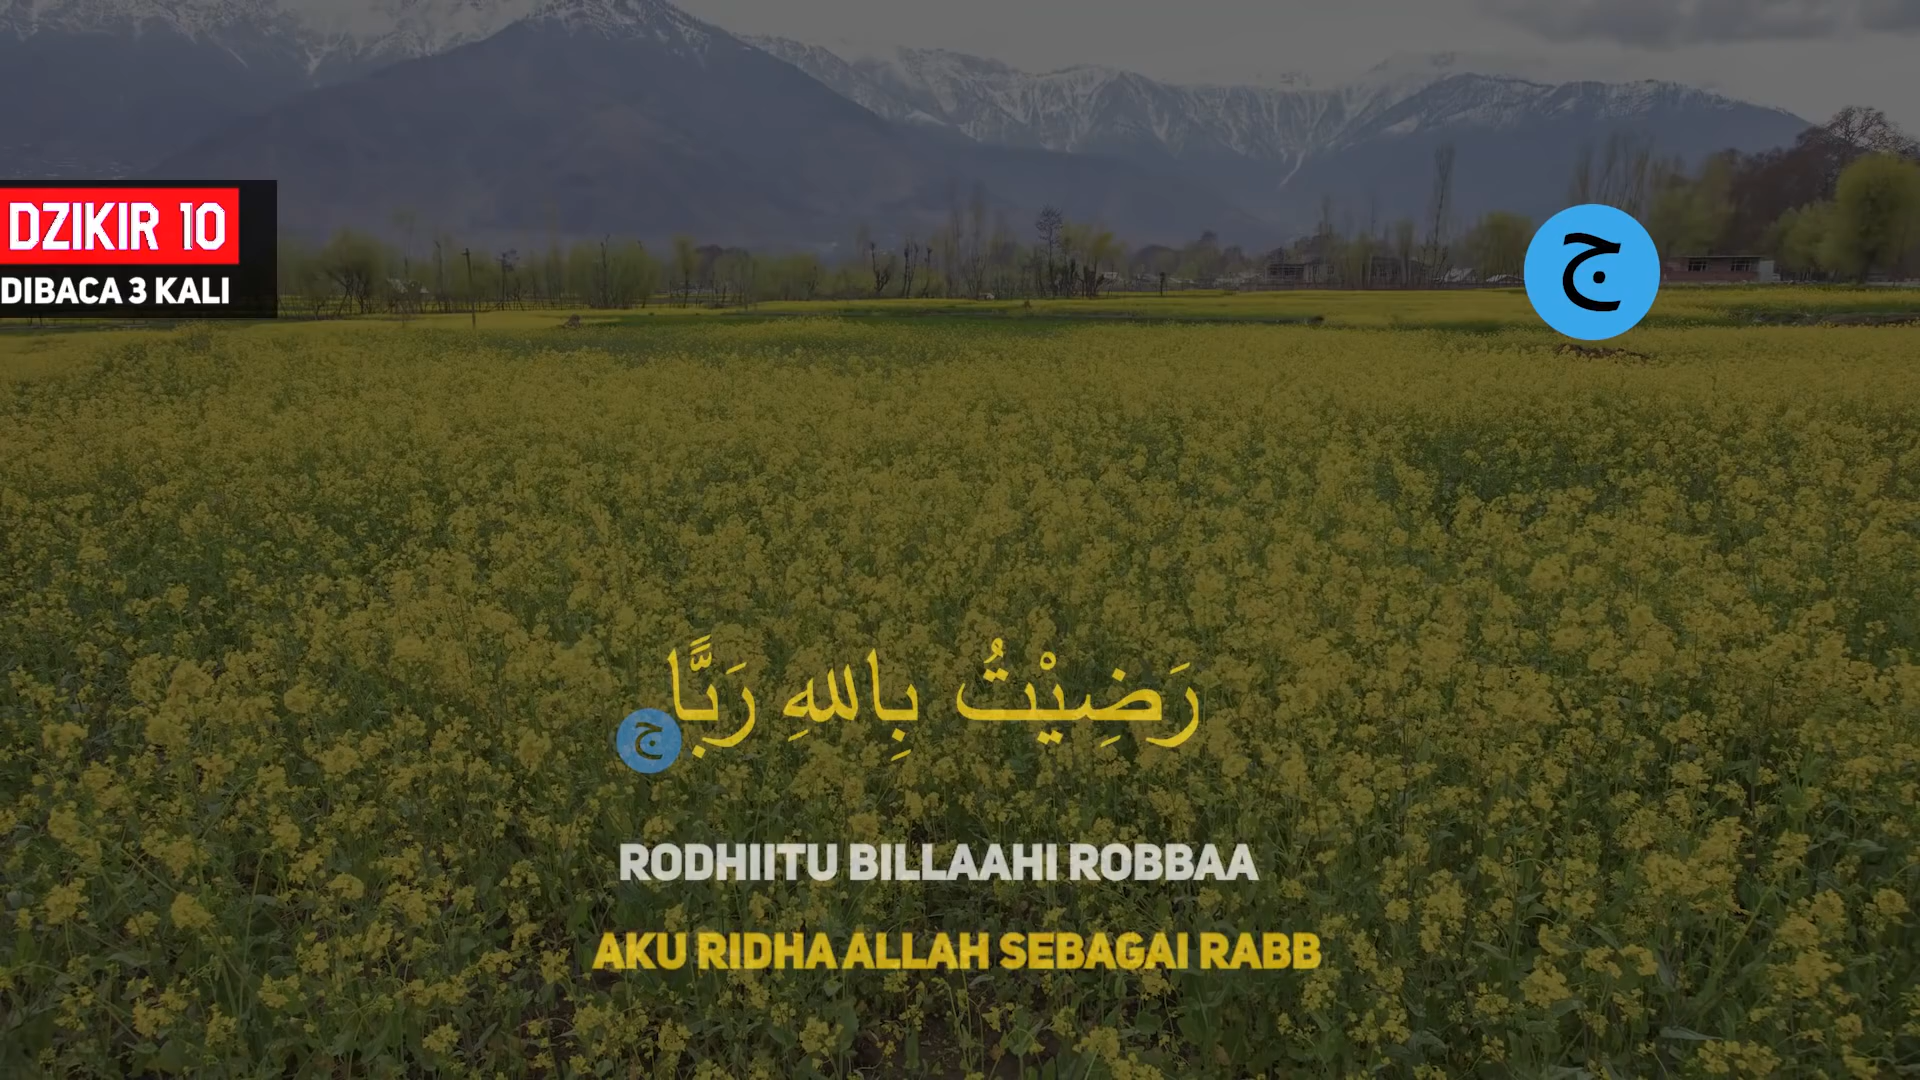 DZIKIR 10
DIBACA 3 KALI
ج
رَضِيْتُ بِاللهِ رَبًّا
ج
RODHIITU BILLAAHI ROBBAA
AKU RIDHA ALLAH SEBAGAI RABB